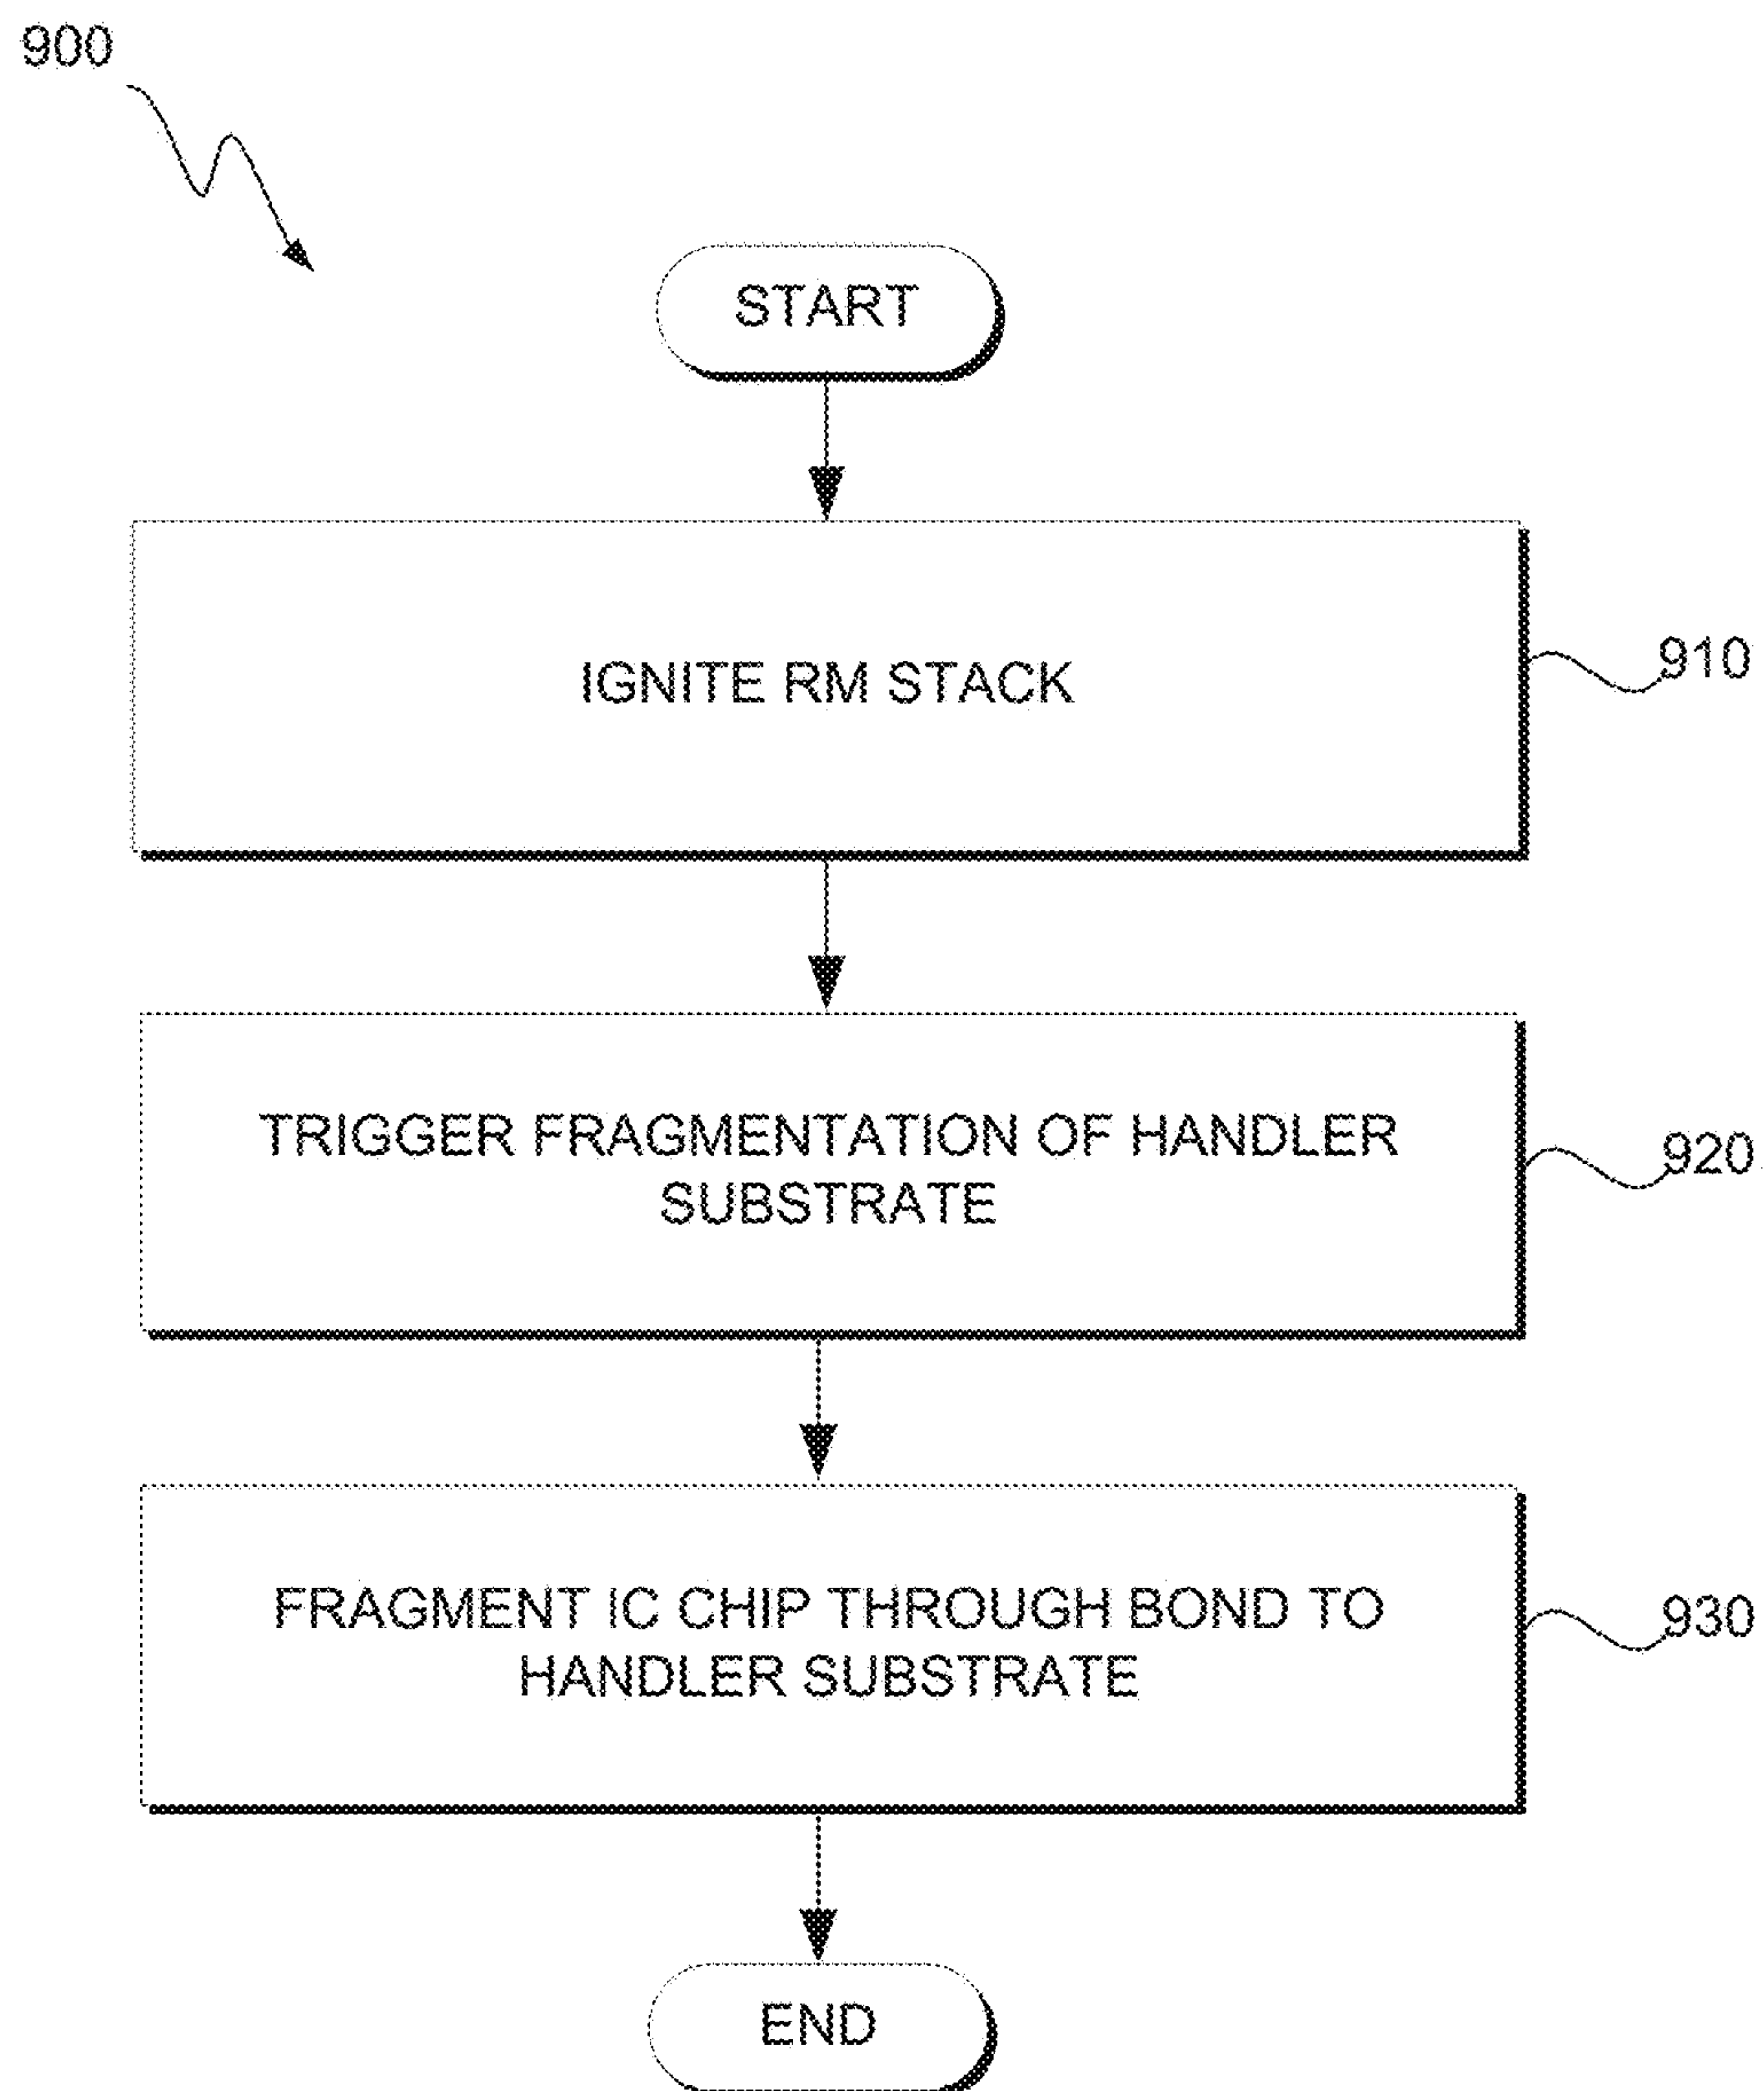 900
START
IGNITE RM STACK
910
TRIGGER FRAGMENTATION OF HANDLER
SUBSTRATE
920
FRAGMENT IC CHIP THROUGH BOND TO
HANDLER SUBSTRATE
930
END